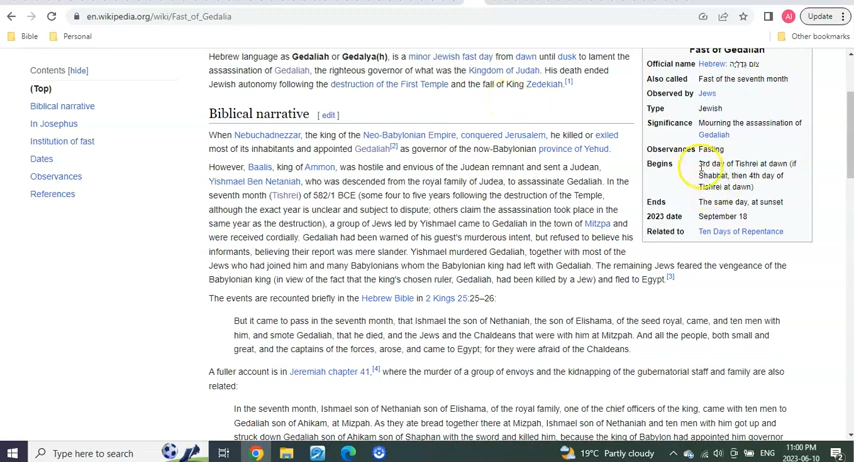 en.wikipedia.org/wiki/Fast_of_Gedalia
AI
Update
Bible
Personal
Other bookmarks
Contents [hide]
(Top)
Biblical narrative
In Josephus
Institution of fast
Dates
Observances
References
Hebrew language as Gedaliah or Gedalya(h), is a minor Jewish fast day from dawn until dusk to lament the
assassination of Gedaliah, the righteous governor of what was the Kingdom of Judah. His death ended
Jewish autonomy following the destruction of the First Temple and the fall of King Zedekiah.[1]
Biblical narrative [ edit ]
When Nebuchadnezzar, the king of the Neo-Babylonian Empire, conquered Jerusalem, he killed or exiled
most of its inhabitants and appointed Gedaliah[2] as governor of the now-Babylonian province of Yehud.
However, Baalis, king of Ammon, was hostile and envious of the Judean remnant and sent a Judean,
Yishmael Ben Netaniah, who was descended from the royal family of Judea, to assassinate Gedaliah. In the
seventh month (Tishrei) of 582/1 BCE (some four to five years following the destruction of the Temple,
although the exact year is unclear and subject to dispute; others claim the assassination took place in the
same year as the destruction), a group of Jews led by Yishmael came to Gedaliah in the town of Mitzpa and
were received cordially. Gedaliah had been warned of his guest's murderous intent, but refused to believe his
informants, believing their report was mere slander. Yishmael murdered Gedaliah, together with most of the
Jews who had joined him and many Babylonians whom the Babylonian king had left with Gedaliah. The remaining Jews feared the vengeance of the
Babylonian king (in view of the fact that the king's chosen ruler, Gedaliah, had been killed by a Jew) and fled to Egypt.[3]
The events are recounted briefly in the Hebrew Bible in 2 Kings 25:25–26:
But it came to pass in the seventh month, that Ishmael the son of Nethaniah, the son of Elishama, of the seed royal, came, and ten men with
him, and smote Gedaliah, that he died, and the Jews and the Chaldeans that were with him at Mitzpah. And all the people, both small and
great, and the captains of the forces, arose, and came to Egypt; for they were afraid of the Chaldeans.
A fuller account is in Jeremiah chapter 41,[4] where the murder of a group of envoys and the kidnapping of the gubernatorial staff and family are also
related:
In the seventh month, Ishmael son of Nethaniah son of Elishama, of the royal family, one of the chief officers of the king, came with ten men to
Gedaliah son of Ahikam, at Mizpah. As they ate bread together there at Mizpah, Ishmael son of Nethaniah and ten men with him got up and
struck down Gedaliah son of Ahikam son of Shaphan with the sword and killed him, because the king of Babylon had appointed him governor
Fast of Gedaliah
Official name Hebrew: צום גדליה
Also called Fast of the seventh month
Observed by Jews
Type Jewish
Significance Mourning the assassination of
Gedaliah
Observances Fasting
Begins 3rd day of Tishrei at dawn (if
Shabbat, then 4th day of
Tishrei at dawn)
Ends The same day, at sunset
2023 date September 18
Related to Ten Days of Repentance
Type here to search
19°C Partly cloudy
ENG
11:00 PM
2023-06-10
2